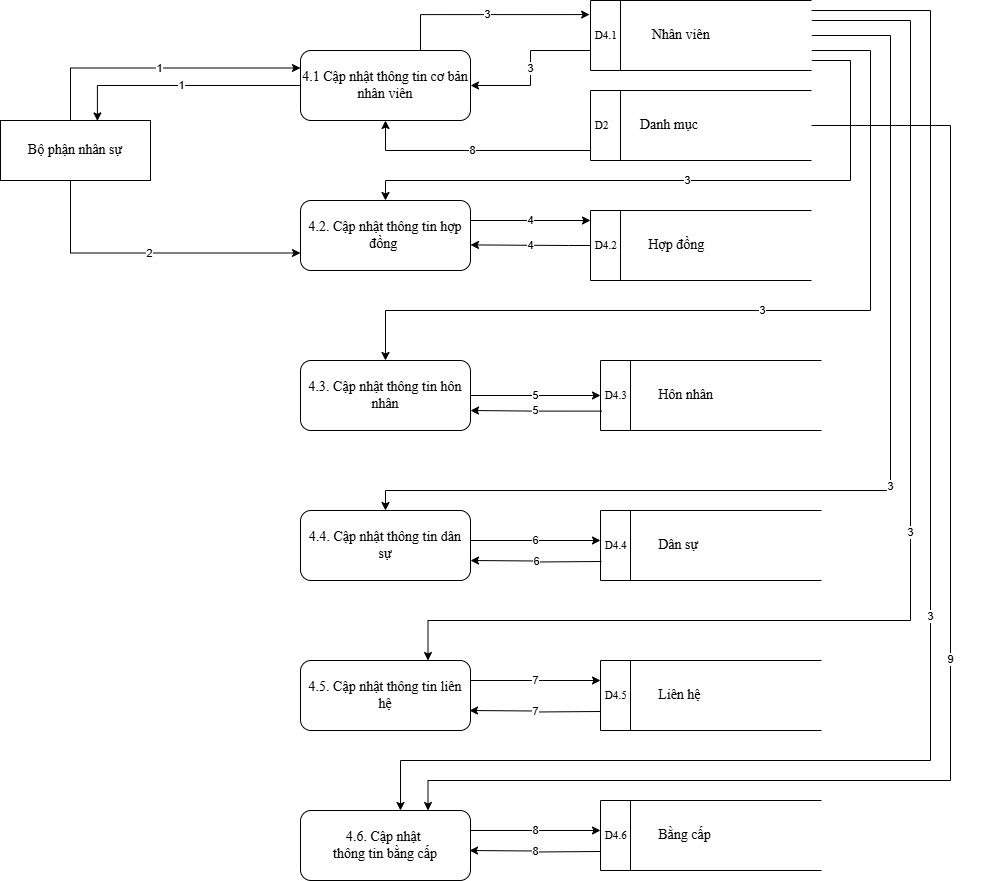 3
D4.1
Nhân viên
3
1
4.1 Cập nhật thông tin cơ bản
nhân viên
1
D2
Danh mục
Bộ phận nhân sự
8
3
4.2. Cập nhật thông tin hợp
đồng
4
4
D4.2
Hợp đồng
2
3
4.3. Cập nhật thông tin hôn
nhân
5
5
D4.3
Hôn nhân
3
4.4. Cập nhật thông tin dân
sự
6
6
D4.4
Dân sự
3
3
9
4.5. Cập nhật thông tin liên
hệ
7
7
D4.5
Liên hệ
4.6. Cập nhật
thông tin bằng cấp
8
8
D4.6
Bằng cấp